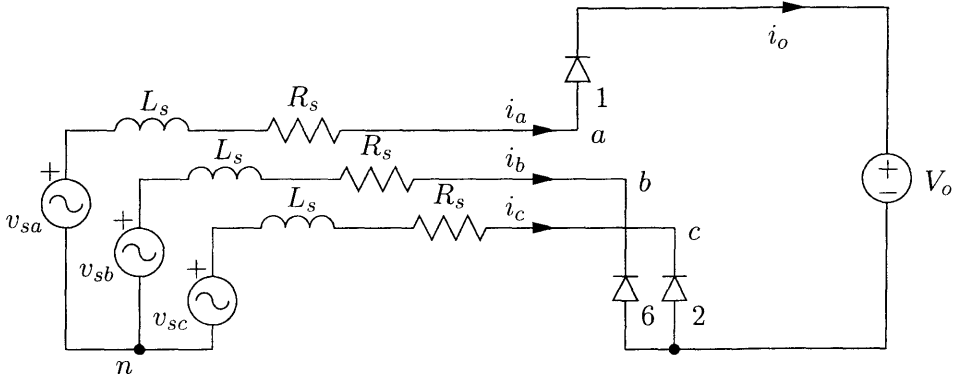 i_o
1
L_s
R_s
i_a
a
L_s
R_s
i_b
b
+
L_s
R_s
i_c
c
+
−
V_o
v_sa
+
v_sb
+
v_sc
6
2
n